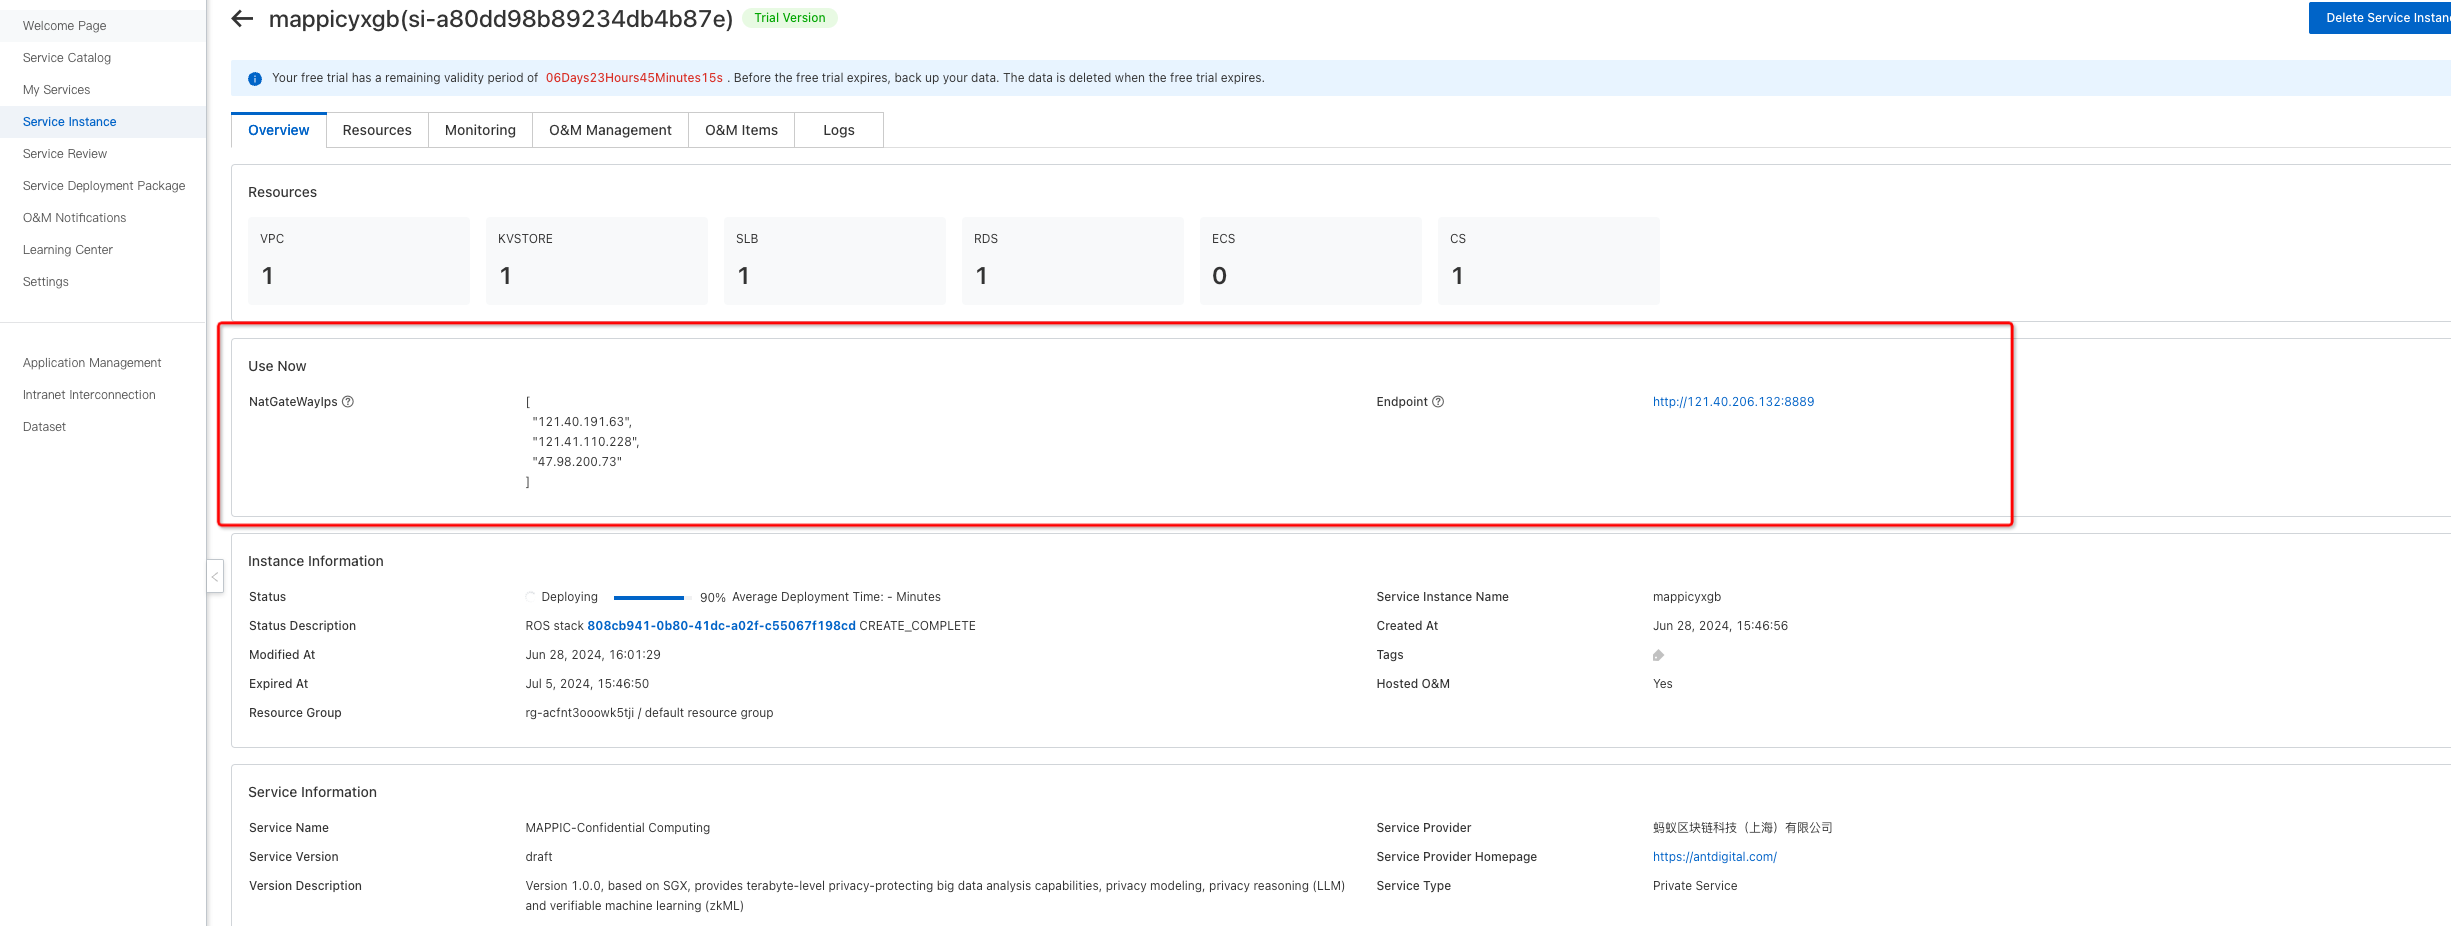 Welcome Page
Service Catalog
My Services
Service Instance
Service Review
Service Deployment Package
O&M Notifications
Learning Center
Settings
Application Management
Intranet Interconnection
Dataset
mappicyxgb(si-a80dd98b89234db4b87e) Trial Version
Delete Service Instan
Your free trial has a remaining validity period of 06Days23Hours45Minutes15s . Before the free trial expires, back up your data. The data is deleted when the free trial expires.
Overview Resources Monitoring O&M Management O&M Items Logs
Resources
VPC KVSTORE SLB RDS ECS CS
1 1 1 1 0 1
Use Now
NatGateWayIps [ Endpoint http://121.40.206.132:8889
"121.40.191.63",
"121.41.110.228",
"47.98.200.73"
]
Instance Information
Status Deploying 90% Average Deployment Time: - Minutes Service Instance Name mappicyxgb
Status Description ROS stack 808cb941-0b80-41dc-a02f-c55067f198cd CREATE_COMPLETE Created At Jun 28, 2024, 15:46:56
Modified At Jun 28, 2024, 16:01:29 Tags
Expired At Jul 5, 2024, 15:46:50 Hosted O&M Yes
Resource Group rg-acfnt3ooowk5tji / default resource group
Service Information
Service Name MAPPIC-Confidential Computing Service Provider 蚂蚁区块链科技（上海）有限公司
Service Version draft Service Provider Homepage https://antdigital.com/
Version Description Version 1.0.0, based on SGX, provides terabyte-level privacy-protecting big data analysis capabilities, privacy modeling, privacy reasoning (LLM) Service Type Private Service
and verifiable machine learning (zkML)